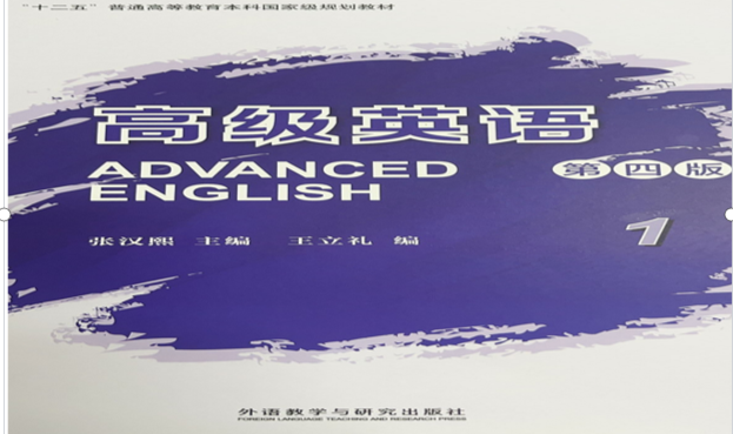 "十二五"普通高等教育本科国家级规划教材
高级英语
ADVANCED
ENGLISH
第四版
张汉熙 主编 王立礼 编
1
外语教学与研究出版社
FOREIGN LANGUAGE TEACHING AND RESEARCH PRESS